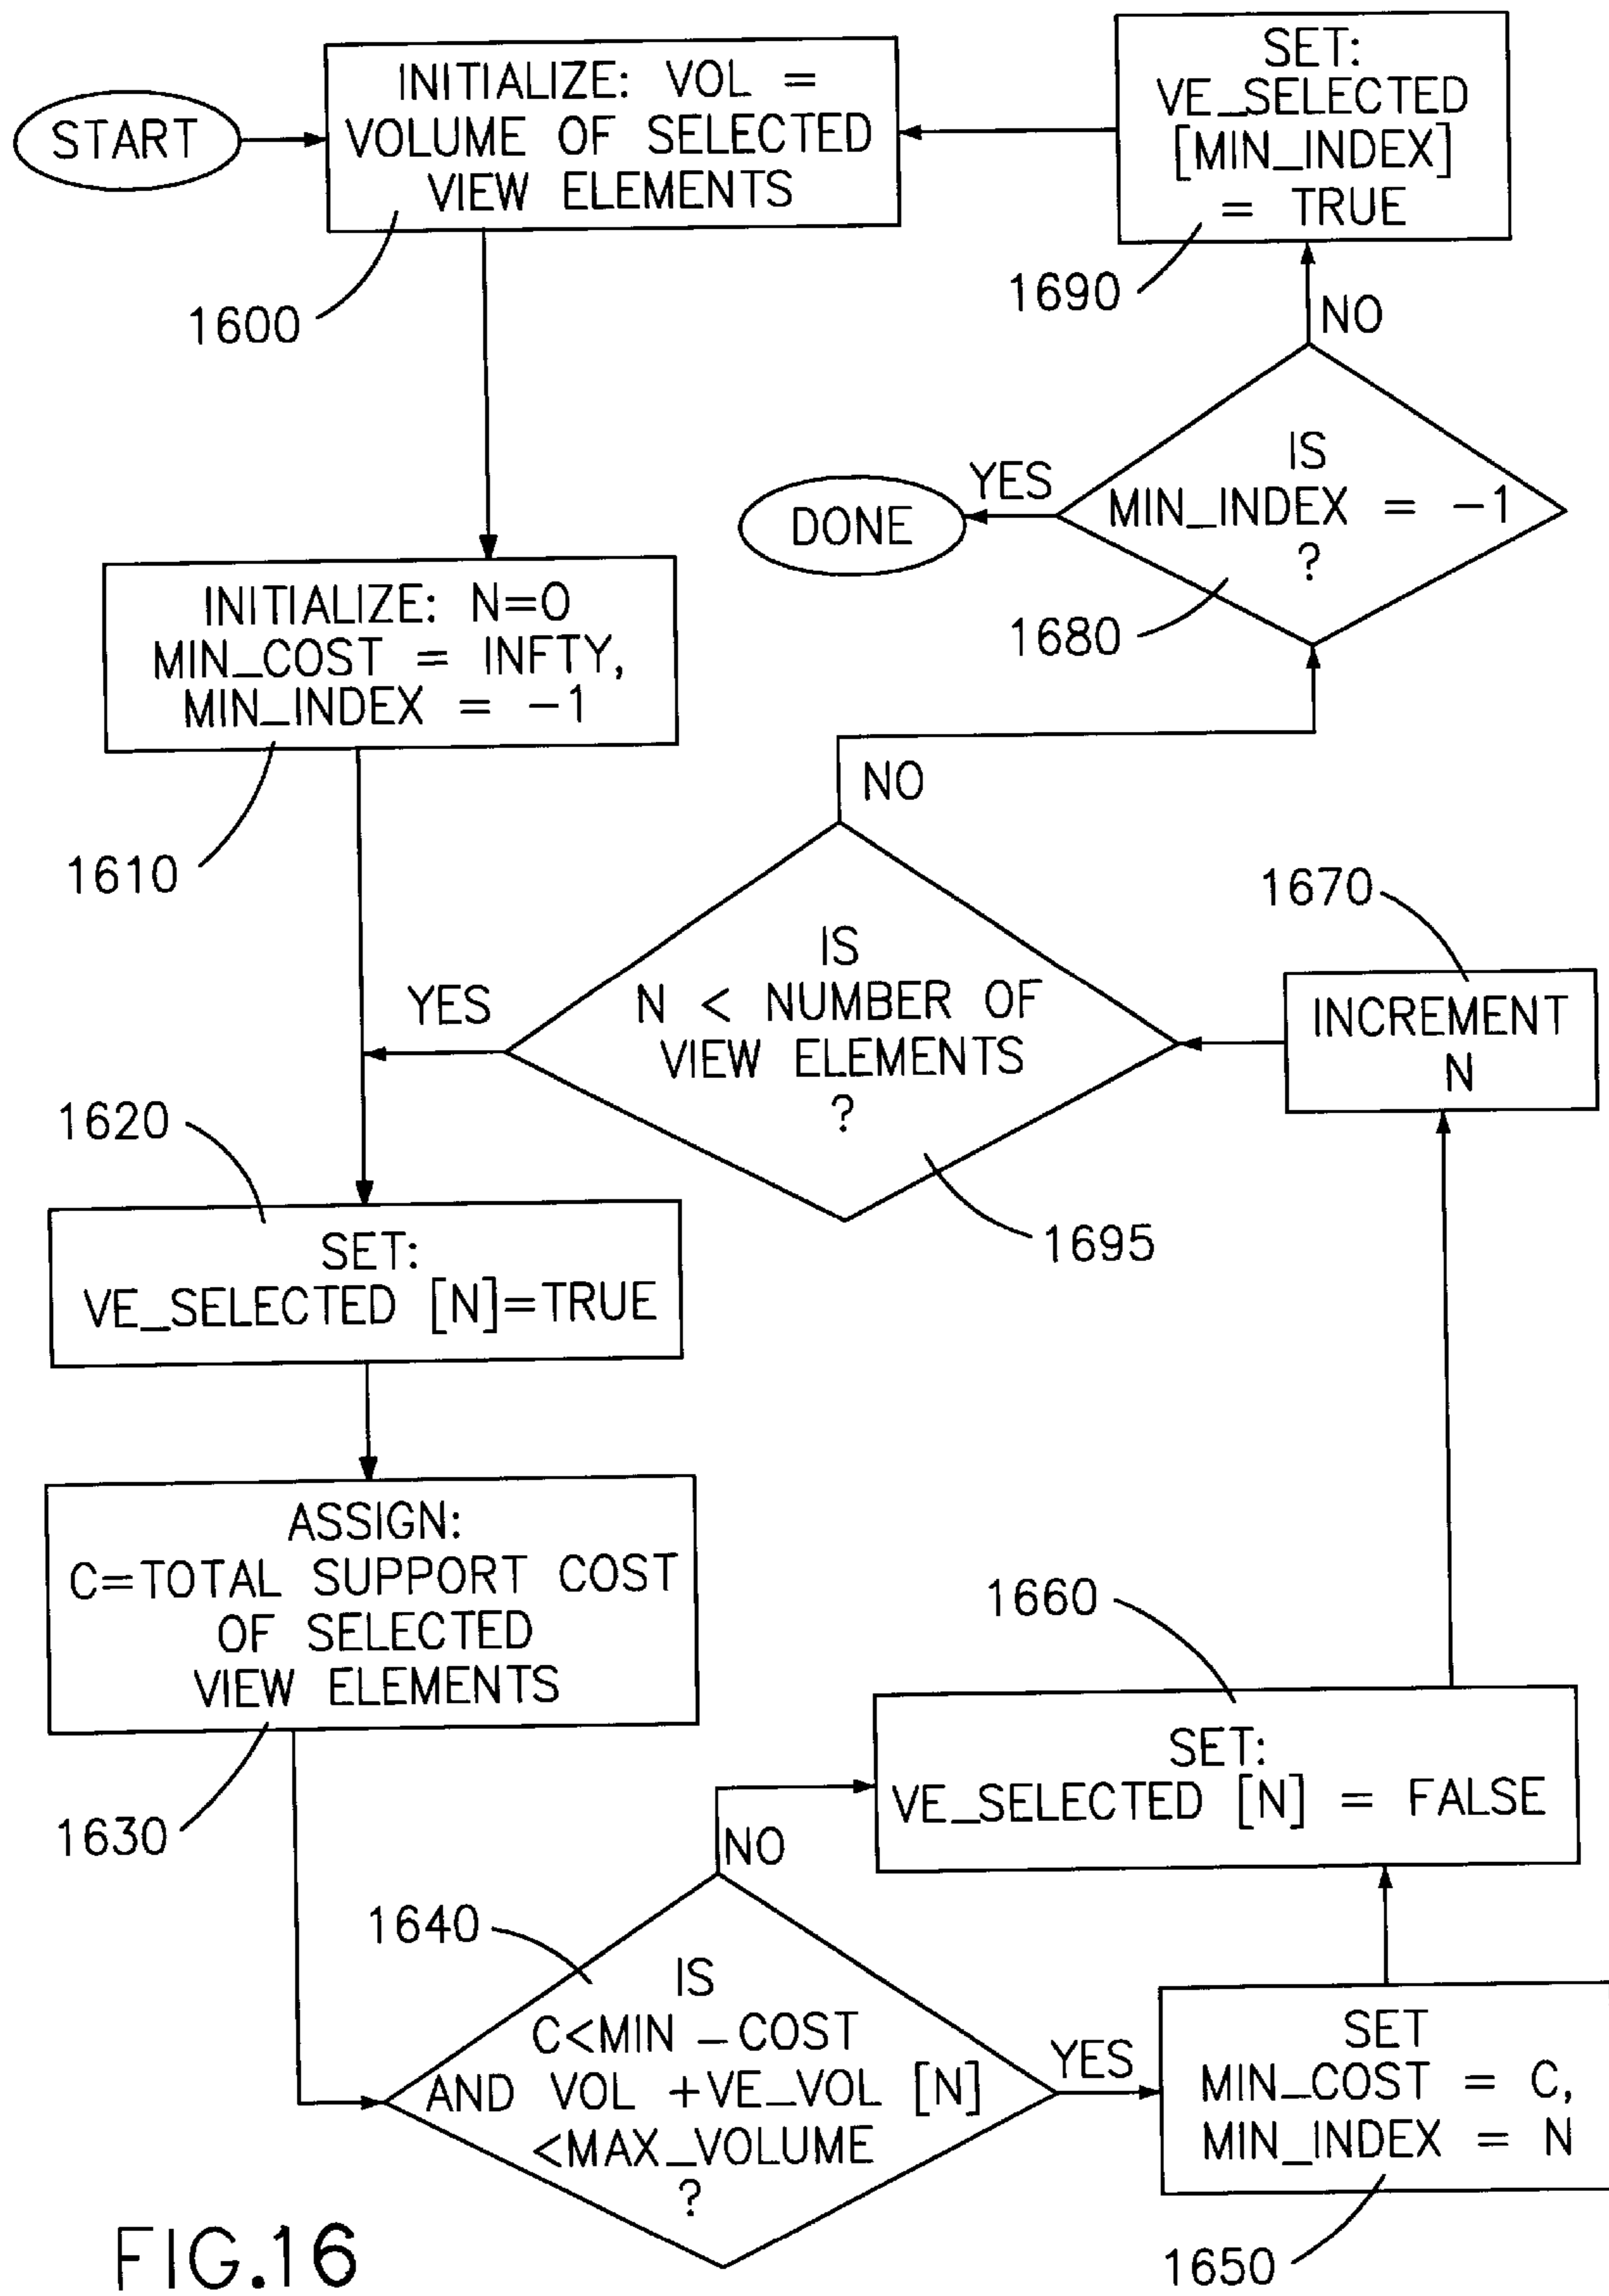 START
INITIALIZE: VOL =
VOLUME OF SELECTED
VIEW ELEMENTS
1600
SET:
VE_SELECTED
[MIN_INDEX]
= TRUE
1690
NO
IS
MIN_INDEX = -1
?
1680
YES
DONE
INITIALIZE: N=0
MIN_COST = INFTY,
MIN_INDEX = -1
1610
NO
IS
N < NUMBER OF
VIEW ELEMENTS
?
1695
YES
1670
INCREMENT
N
1620
SET:
VE_SELECTED [N]=TRUE
ASSIGN:
C=TOTAL SUPPORT COST
OF SELECTED
VIEW ELEMENTS
1630
1660
SET:
VE_SELECTED [N] = FALSE
NO
1640
IS
C<MIN -COST
AND VOL +VE_VOL [N]
<MAX_VOLUME
?
YES
SET
MIN_COST = C,
MIN_INDEX = N
1650
FIG.16